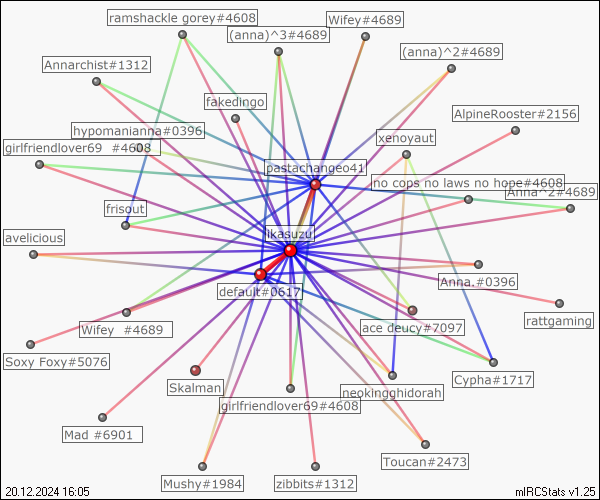 ramshackle gorey#4608
Wifey#4689
(anna)^3#4689
(anna)^2#4689
Annarchist#1312
fakedingo
AlpineRooster#2156
hypomanianna#0396
xenoyaut
girlfriendlover69 #4608
pastachangeo41
no cops no laws no hope#4608
Anna^2#4689
frisout
avelicious
ikasuzu
Anna.#0396
default#0617
rattgaming
Wifey #4689
ace deucy#7097
Soxy Foxy#5076
Cypha#1717
Skalman
neokingghidorah
girlfriendlover69#4608
Mad #6901
Toucan#2473
Mushy#1984
zibbits#1312
20.12.2024 16:05
mIRCStats v1.25